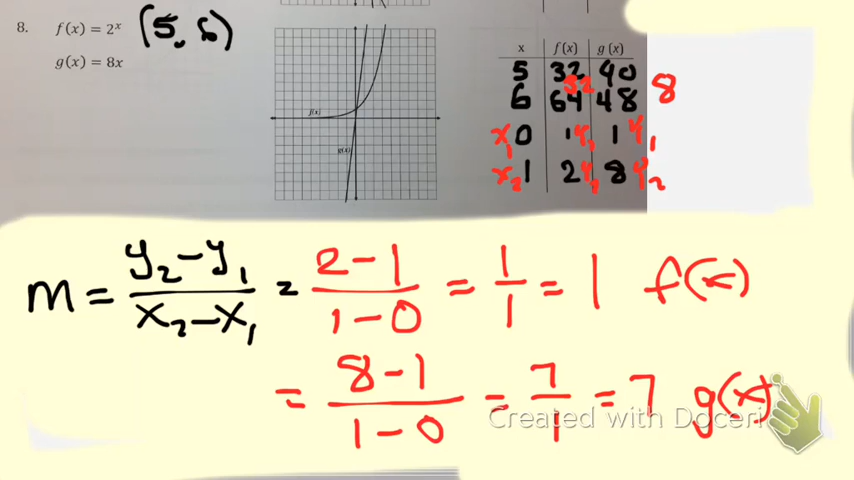 8. f(x) = 2ˣ (5, 6)
g(x) = 8x
f(x)
g(x)
x f(x) g(x)
5 32 40
6 64 48
32 8
x₁ 0 1 y₁ 1 y₁
x₂ 1 2 y₂ 8 y₂
m = y₂-y₁/x₂-x₁ = 2-1/1-0 = 1/1 = 1 f(x)
= 8-1/1-0 = 7/1 = 7 g(x)
Created with Doceri